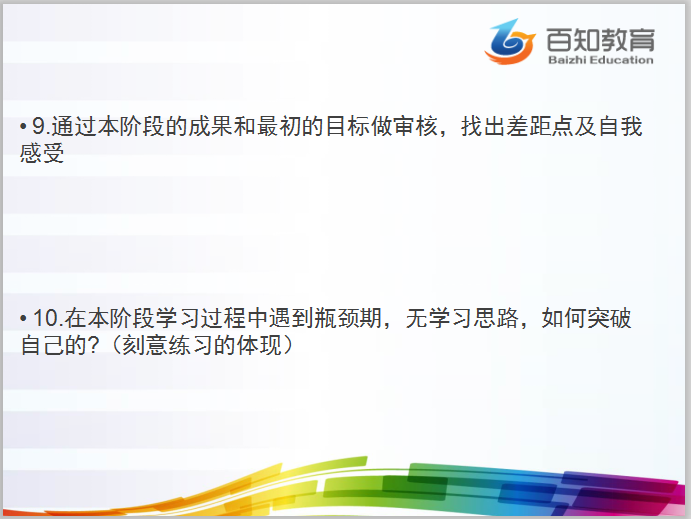 百知教育
Baizhi Education
• 9.通过本阶段的成果和最初的目标做审核，找出差距点及自我
感受
• 10.在本阶段学习过程中遇到瓶颈期，无学习思路，如何突破
自己的?（刻意练习的体现）